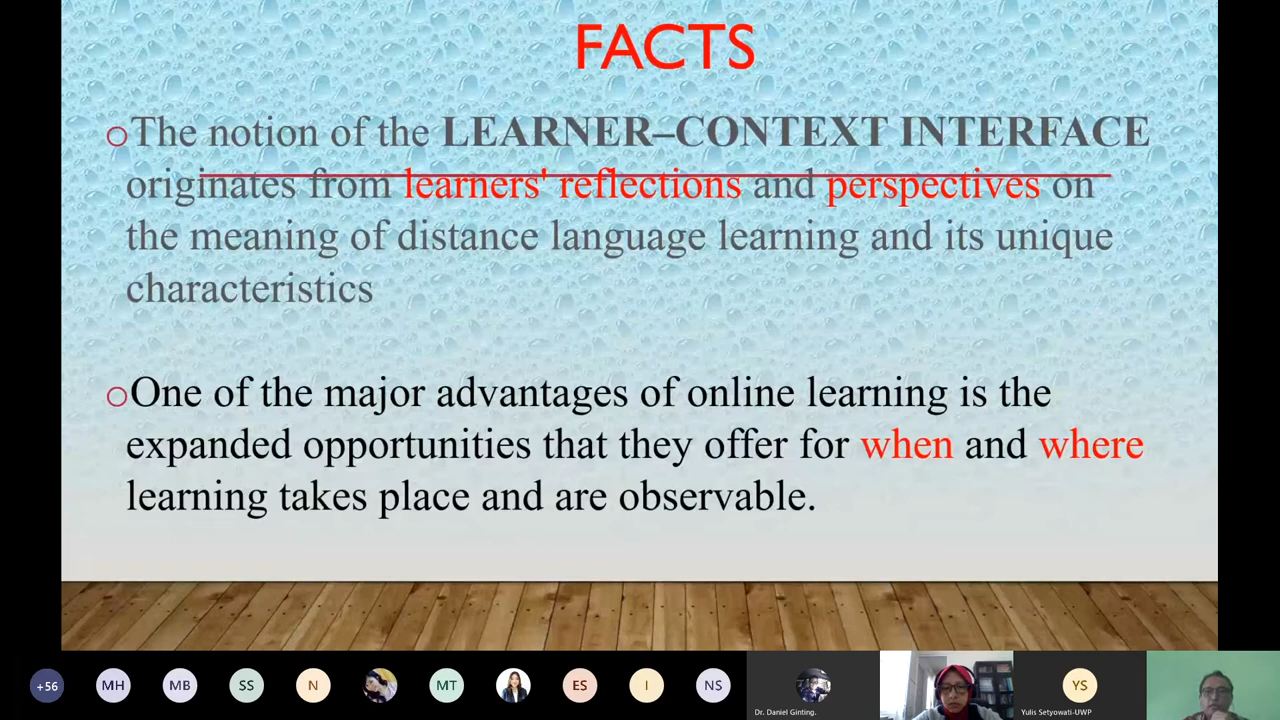 FACTS
The notion of the LEARNER–CONTEXT INTERFACE
originates from learners' reflections and perspectives on
the meaning of distance language learning and its unique
characteristics
One of the major advantages of online learning is the
expanded opportunities that they offer for when and where
learning takes place and are observable.
+56 MH MB SS N MT ES I NS YS
Dr. Daniel Ginting. Yulis Setyowati-UWP